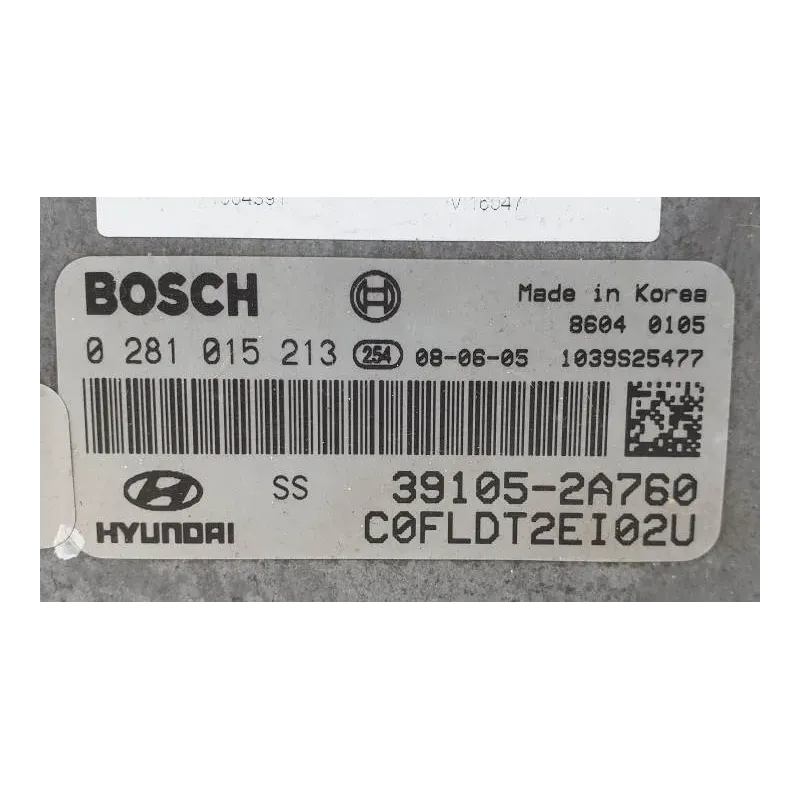 BOSCH
Made in Korea
8604 0105
0 281 015 213 254 08-06-05 1039S25477
SS 39105-2A760
HYUNDAI C0FLDT2EI02U